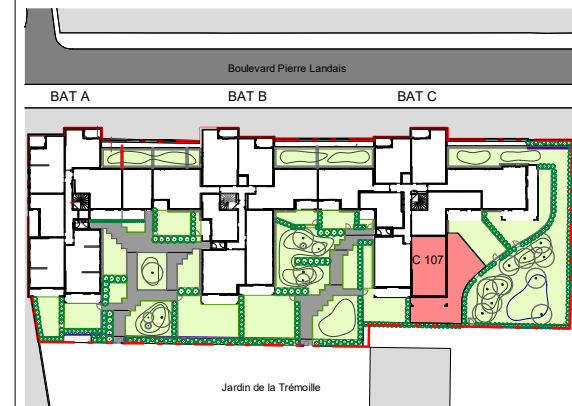 Boulevard Pierre Landais
BAT A
BAT B
BAT C
C 107
Jardin de la Trémoille